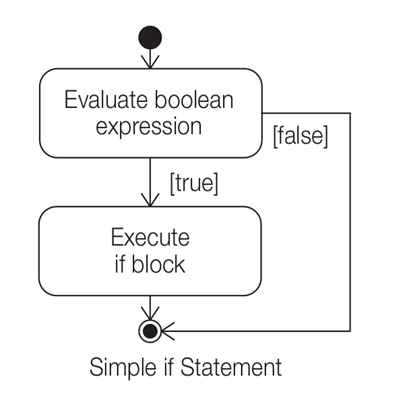 Evaluate boolean
expression
[false]
[true]
Execute
if block
Simple if Statement